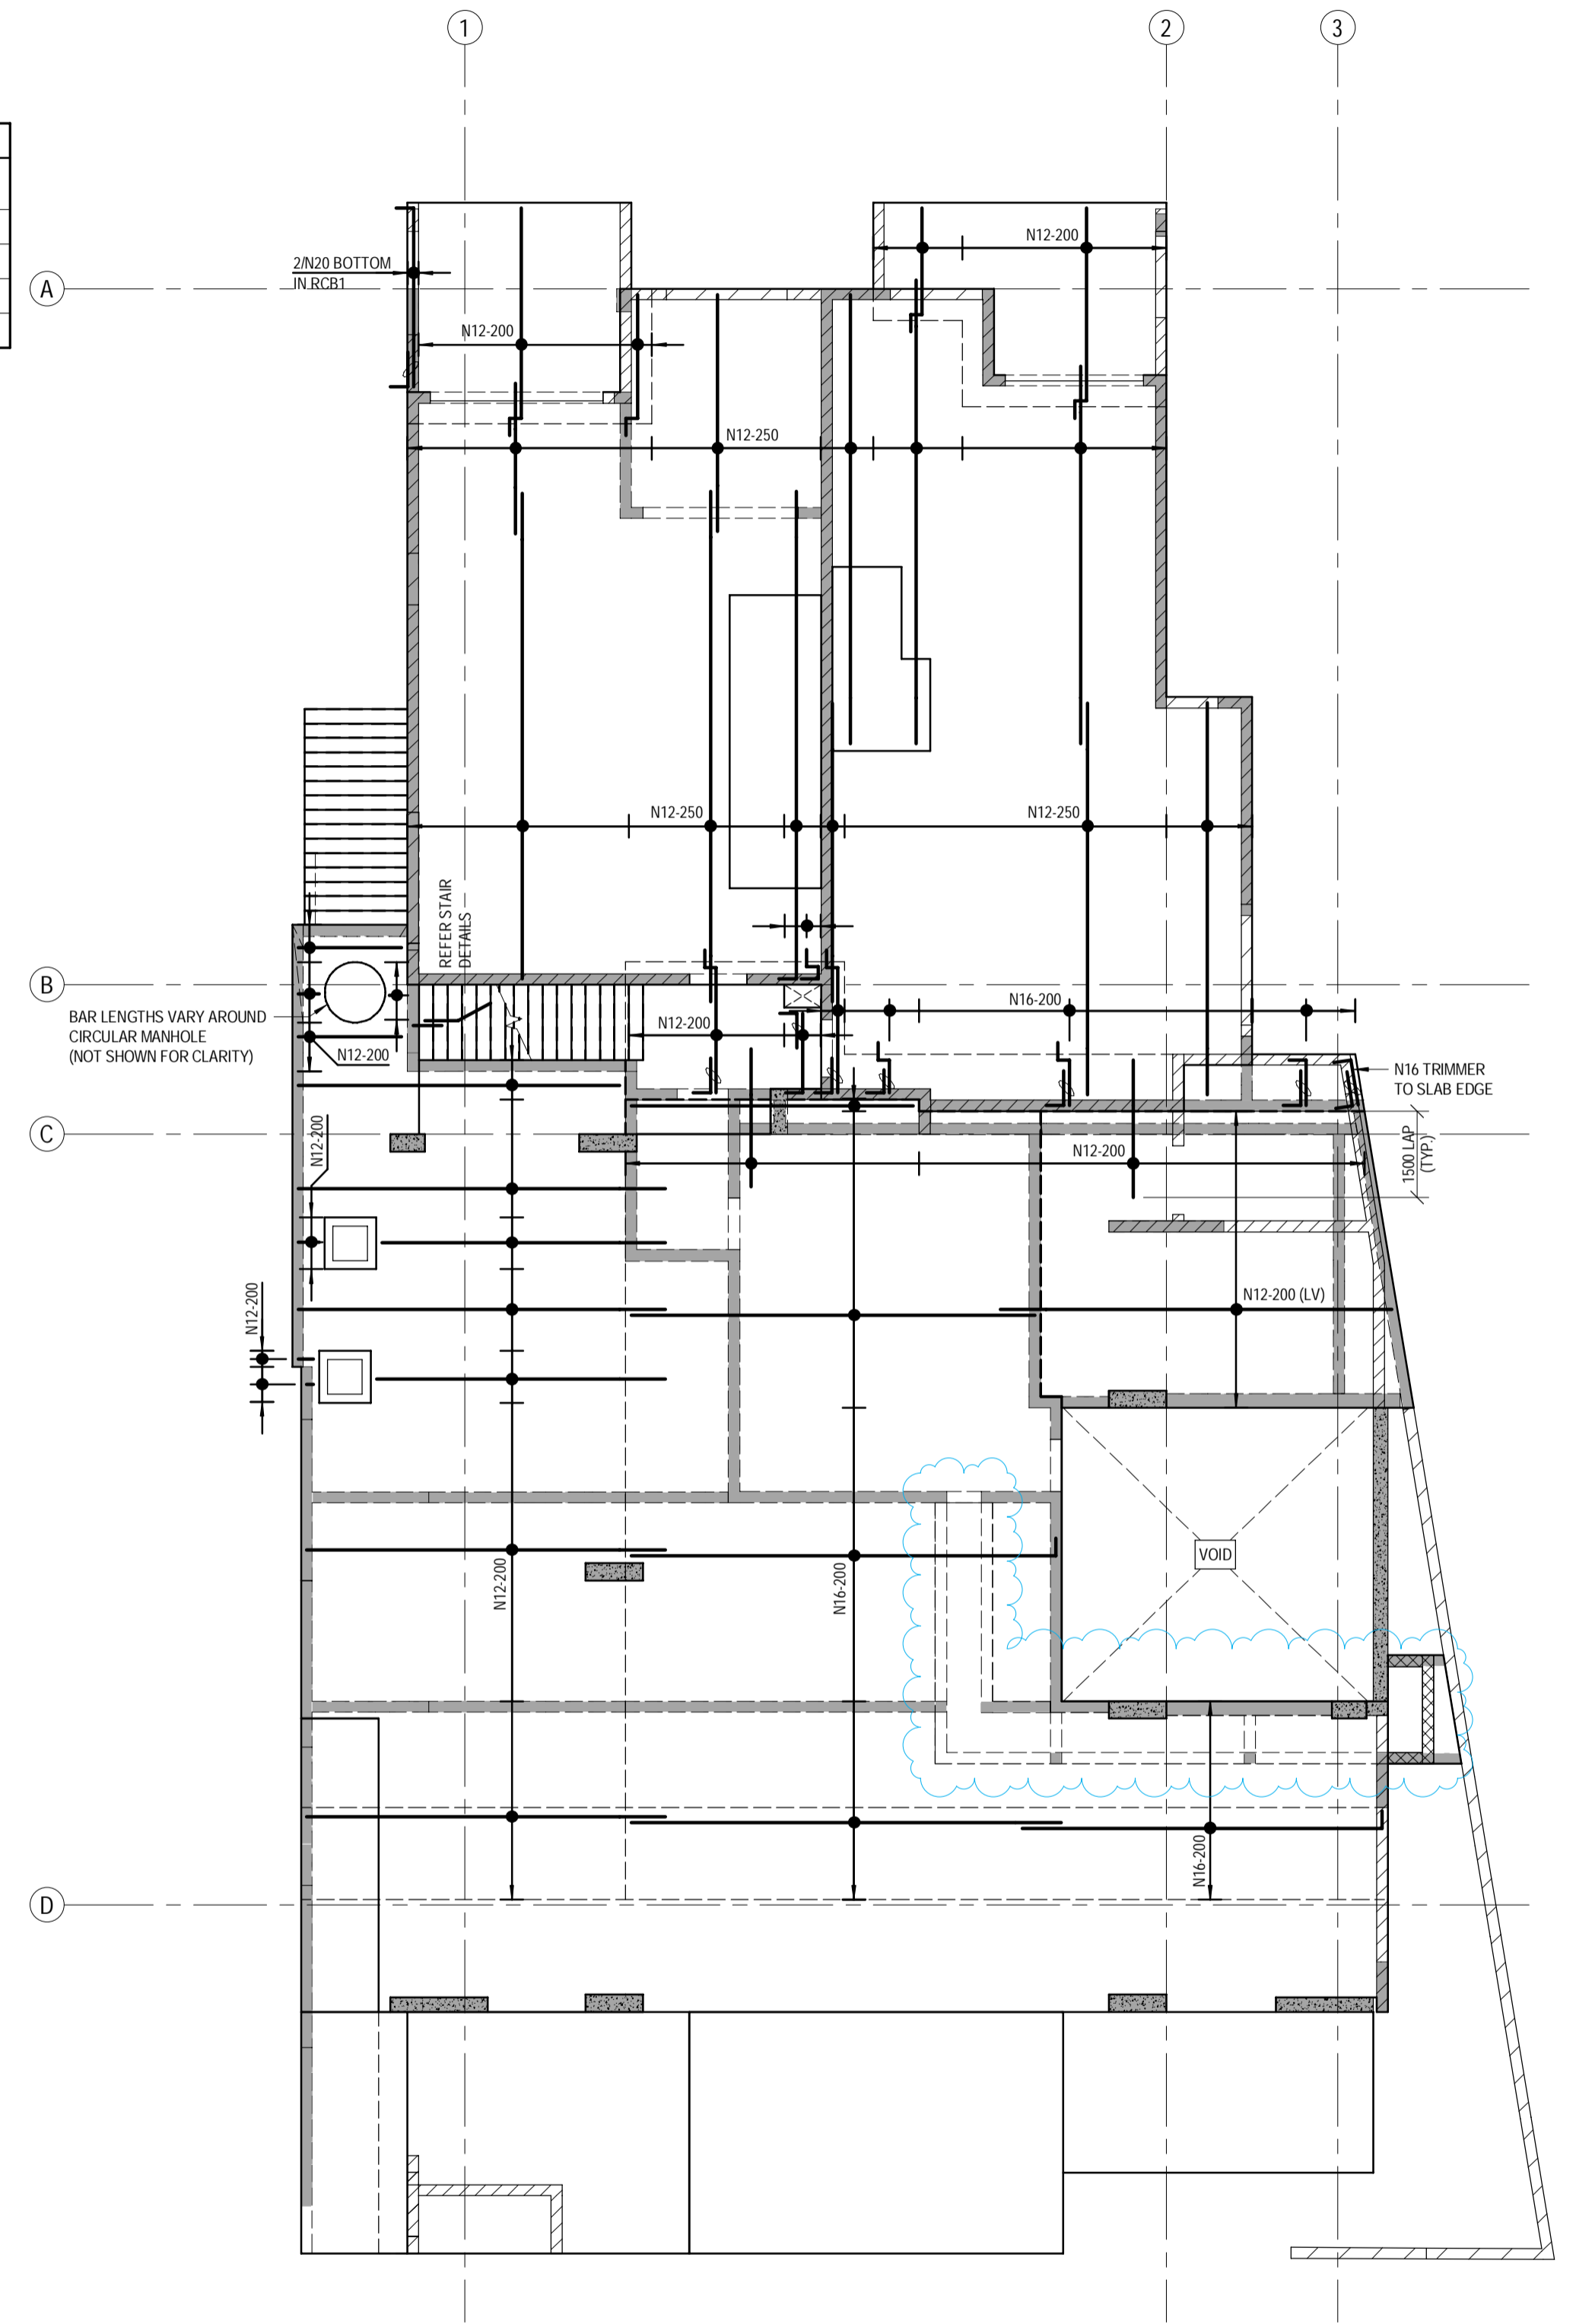 1
2
3
A
2/N20 BOTTOM
IN RCB1
N12-200
N12-200
N12-250
N12-250
N12-250
REFER STAIR
DETAILS
B
BAR LENGTHS VARY AROUND
CIRCULAR MANHOLE
(NOT SHOWN FOR CLARITY)
N12-200
N12-200
N16-200
N16 TRIMMER
TO SLAB EDGE
C
N12-200
N12-200
1500 LAP
(TYP.)
N12-200
N12-200 (LV)
VOID
N12-200
N16-200
N16-200
D